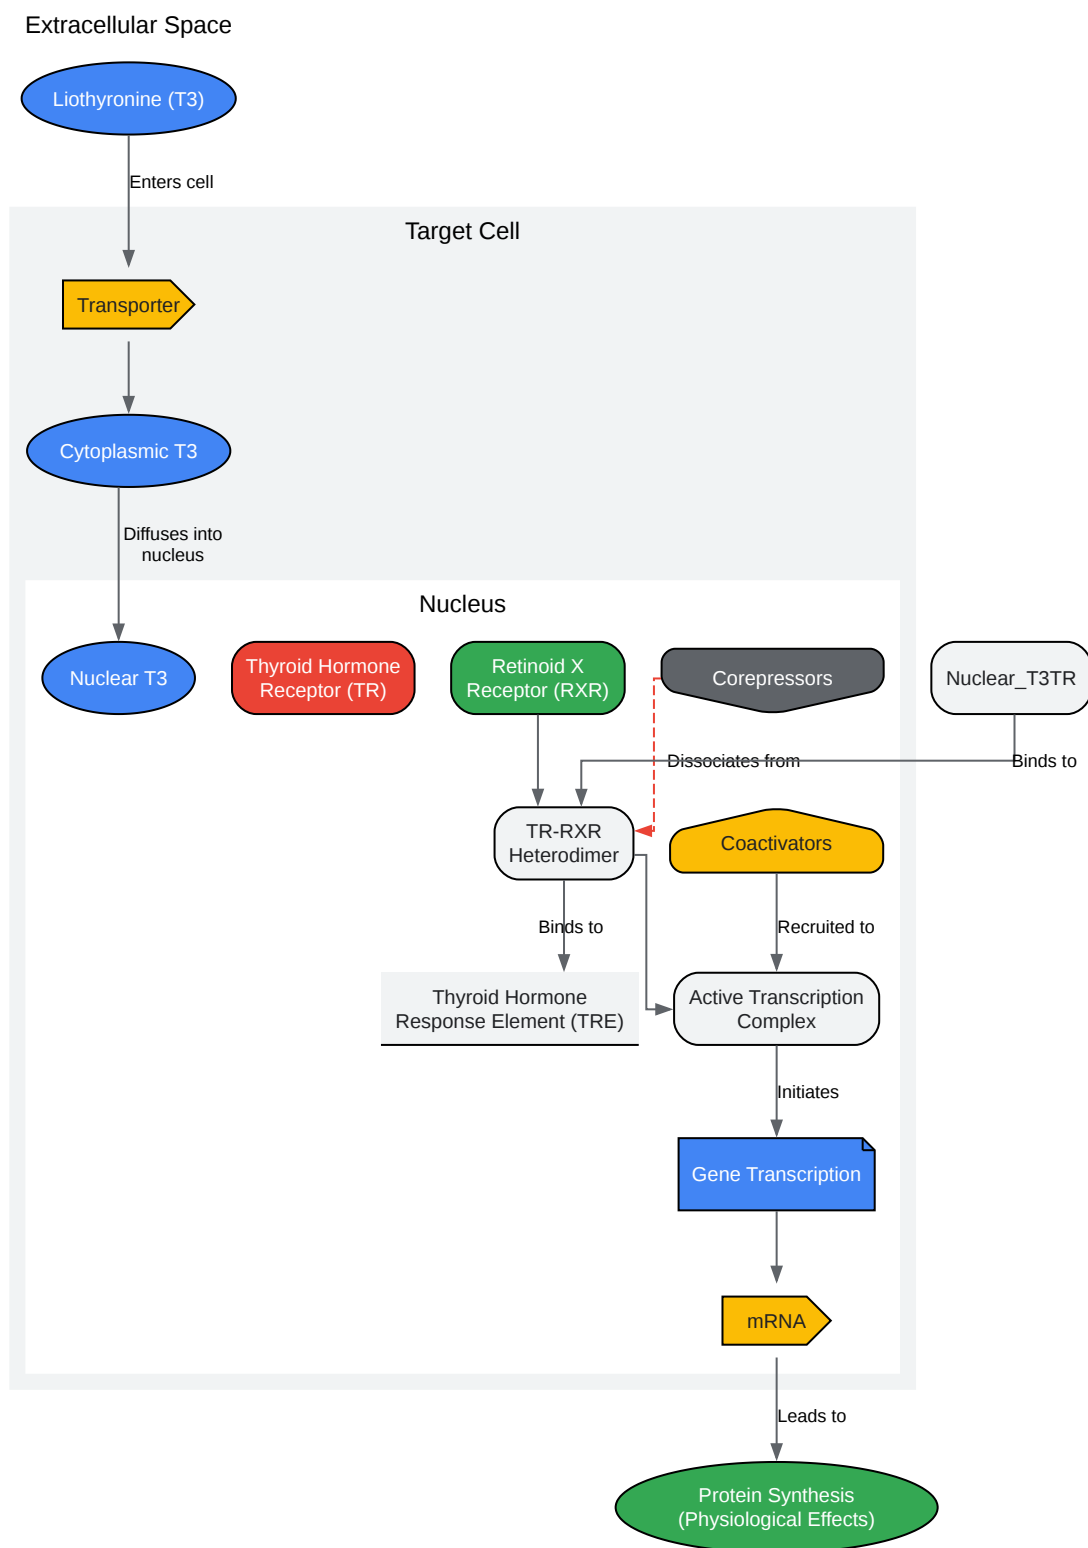 Extracellular Space
Liothyronine (T3)
Enters cell
Target Cell
Transporter
Cytoplasmic T3
Diffuses into
nucleus
Nucleus
Nuclear T3
Thyroid Hormone
Receptor (TR)
Retinoid X
Receptor (RXR)
Corepressors
Nuclear_T3TR
Dissociates from
Binds to
TR-RXR
Heterodimer
Coactivators
Binds to
Recruited to
Thyroid Hormone
Response Element (TRE)
Active Transcription
Complex
Initiates
Gene Transcription
mRNA
Leads to
Protein Synthesis
(Physiological Effects)